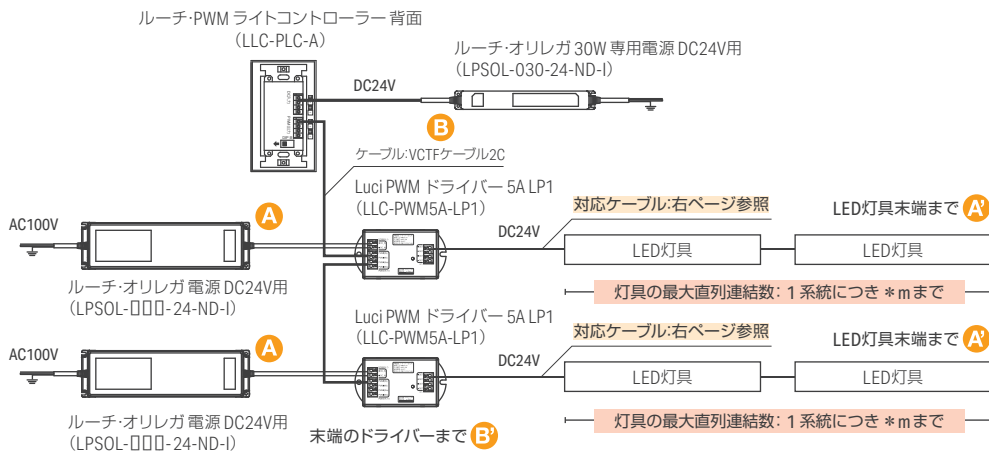 ルーチ･PWM ライトコントローラー 背面
（LLC-PLC-A）
ルーチ･オリレガ 30W 専用電源 DC24V用
（LPSOL-030-24-ND-I）
DC24V
B
ケーブル:VCTFケーブル2C
Luci PWM ドライバー 5A LP1
（LLC-PWM5A-LP1）
対応ケーブル:右ページ参照
LED灯具末端まで A'
AC100V
A
DC24V
LED灯具
LED灯具
ルーチ･オリレガ 電源 DC24V用
（LPSOL-▯▯▯-24-ND-I）
灯具の最大直列連結数: 1 系統につき ＊mまで
Luci PWM ドライバー 5A LP1
（LLC-PWM5A-LP1）
対応ケーブル:右ページ参照
LED灯具末端まで A'
AC100V
A
DC24V
LED灯具
LED灯具
ルーチ･オリレガ 電源 DC24V用
（LPSOL-▯▯▯-24-ND-I）
末端のドライバーまで B'
灯具の最大直列連結数: 1 系統につき ＊mまで